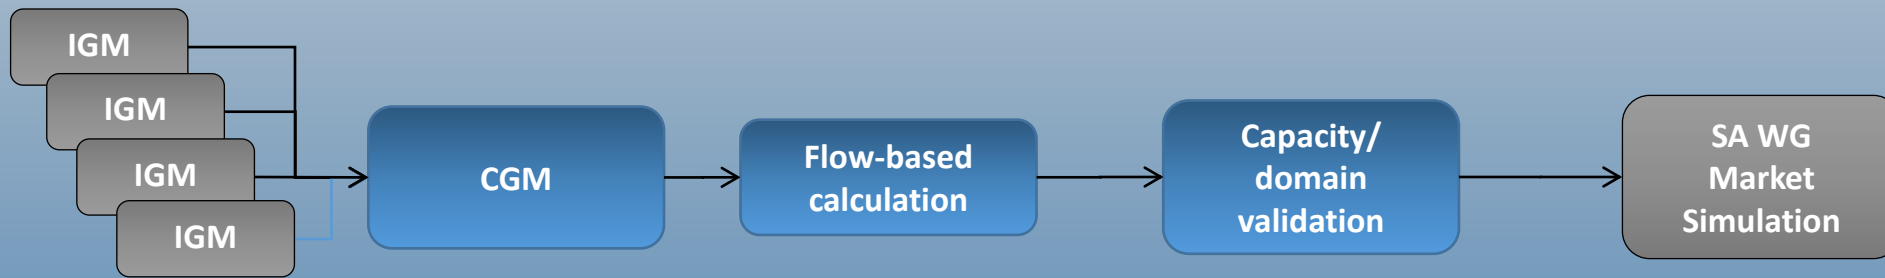 IGM
IGM
IGM
IGM
CGM
Flow-based
calculation
Capacity/
domain
validation
SA WG
Market
Simulation